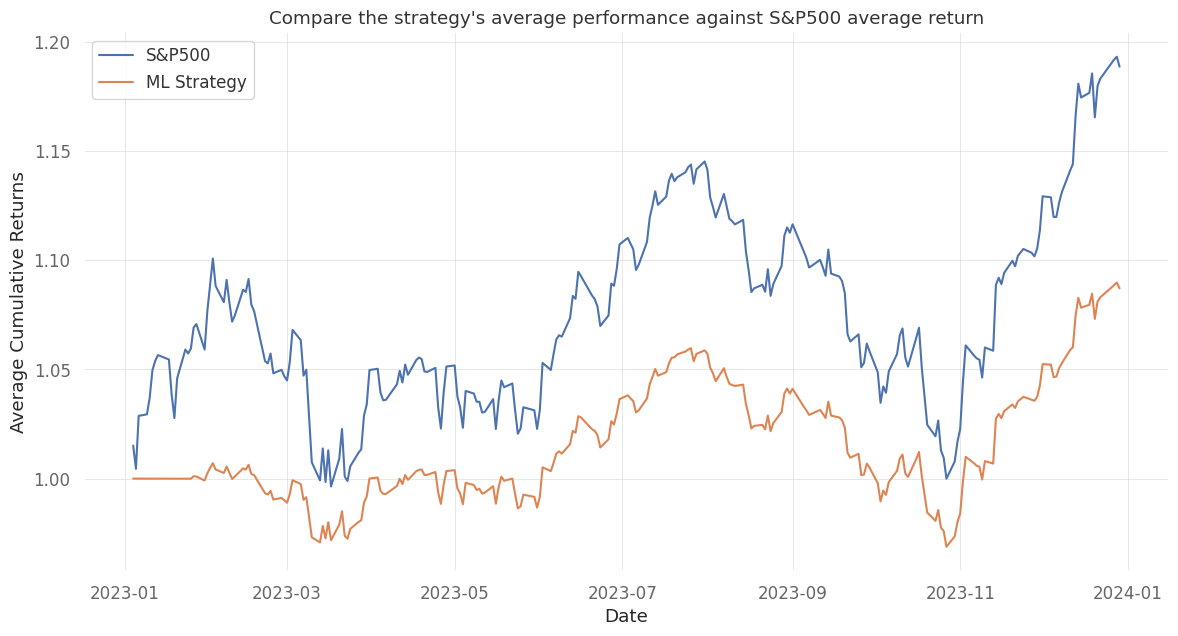 Compare the strategy's average performance against S&P500 average return
S&P500
ML Strategy
Average Cumulative Returns
1.20
1.15
1.10
1.05
1.00
2023-01
2023-03
2023-05
2023-07
2023-09
2023-11
2024-01
Date